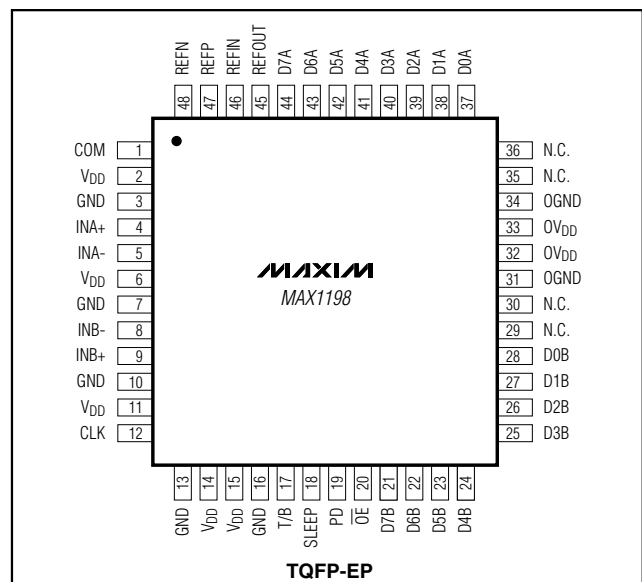 REFN REFP REFIN REFOUT D7A D6A D5A D4A D3A D2A D1A D0A
48 47 46 45 44 43 42 41 40 39 38 37
COM 1 36 N.C.
VDD 2 35 N.C.
GND 3 34 OGND
INA+ 4 33 OVDD
INA- 5 32 OVDD
VDD 6 31 OGND
MAXIM
MAX1198
GND 7 30 N.C.
INB- 8 29 N.C.
INB+ 9 28 D0B
GND 10 27 D1B
VDD 11 26 D2B
CLK 12 25 D3B
13 14 15 16 17 18 19 20 21 22 23 24
GND VDD VDD GND T/B SLEEP PD OE D7B D6B D5B D4B
TQFP-EP